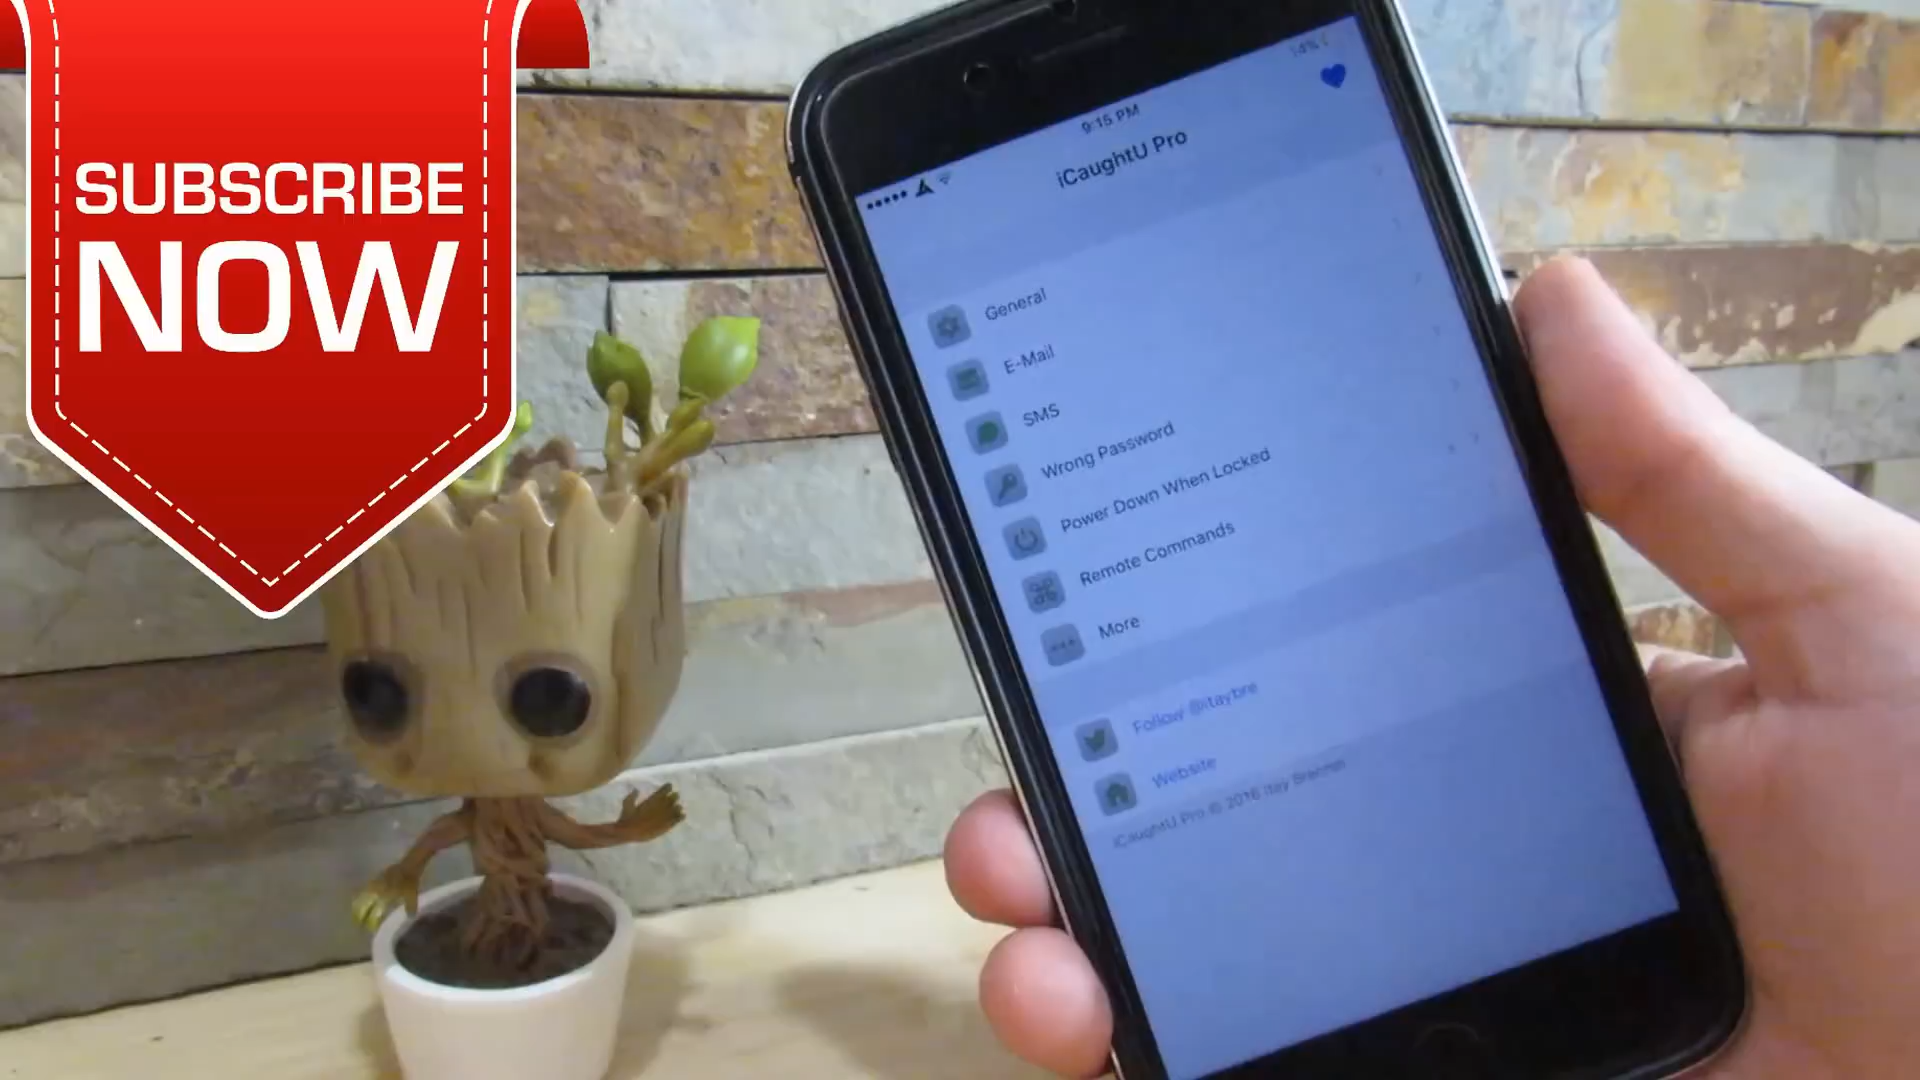 SUBSCRIBE
NOW
14%
9:15 PM
iCaughtU Pro
General
E-Mail
SMS
Wrong Password
Power Down When Locked
Remote Commands
More
Follow @itaybre
Website
iCaughtU Pro © 2016 Itay Brenner